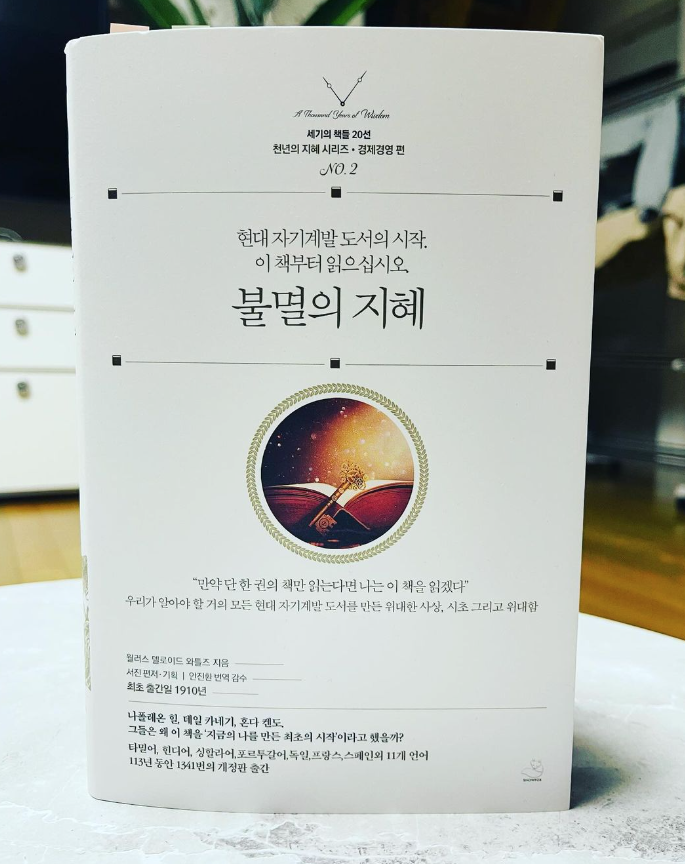 A Thousand Years of Wisdom
세기의 책들 20선
천년의 지혜 시리즈 • 경제경영 편
NO. 2
현대 자기계발 도서의 시작.
이 책부터 읽으십시오.
불멸의 지혜
“만약 단 한 권의 책만 읽는다면 나는 이 책을 읽겠다”
우리가 알아야 할 거의 모든 현대 자기계발 도서를 만든 위대한 사상, 시초 그리고 위대함
월러스 델로이드 와틀즈 지음
서진 편저·기획 | 안진환 번역 감수
최초 출간일 1910년
나폴레온 힐, 데일 카네기, 혼다 켄도,
그들은 왜 이 책을 ‘지금의 나를 만든 최초의 시작’이라고 했을까?
타밀어, 힌디어, 싱할라어,포르투갈어,독일,프랑스,스페인외 11개 언어
113년 동안 1341번의 개정판 출간